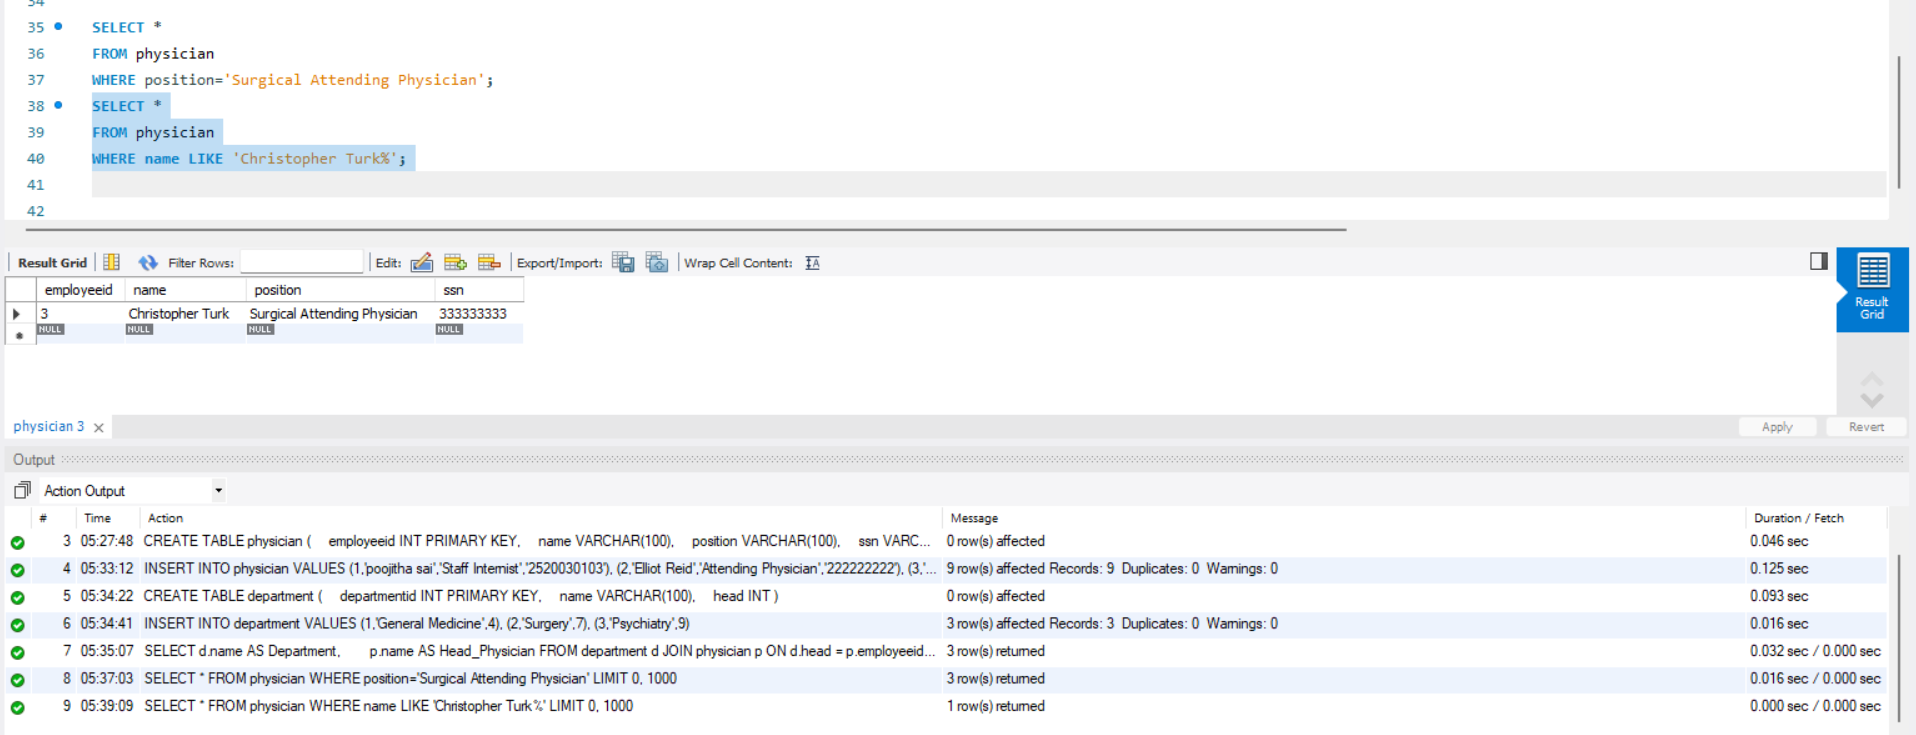 34
35 SELECT *
36 FROM physician
37 WHERE position='Surgical Attending Physician';
38 SELECT *
39 FROM physician
40 WHERE name LIKE 'Christopher Turk%';
41
42
Result Grid Filter Rows: Edit: Export/Import: Wrap Cell Content:
employeeid name position ssn
3 Christopher Turk Surgical Attending Physician 333333333
NULL NULL NULL NULL
Result Grid
physician 3
Apply Revert
Output
Action Output
# Time Action Message Duration / Fetch
3 05:27:48 CREATE TABLE physician ( employeeid INT PRIMARY KEY, name VARCHAR(100), position VARCHAR(100), ssn VARC... 0 row(s) affected 0.046 sec
4 05:33:12 INSERT INTO physician VALUES (1,'poojitha sai','Staff Internist','2520030103'), (2,'Elliot Reid','Attending Physician','222222222'), (3,'... 9 row(s) affected Records: 9 Duplicates: 0 Warnings: 0 0.125 sec
5 05:34:22 CREATE TABLE department ( departmentid INT PRIMARY KEY, name VARCHAR(100), head INT ) 0 row(s) affected 0.093 sec
6 05:34:41 INSERT INTO department VALUES (1,'General Medicine',4), (2,'Surgery',7), (3,'Psychiatry',9) 3 row(s) affected Records: 3 Duplicates: 0 Warnings: 0 0.016 sec
7 05:35:07 SELECT d.name AS Department, p.name AS Head_Physician FROM department d JOIN physician p ON d.head = p.employeeid... 3 row(s) returned 0.032 sec / 0.000 sec
8 05:37:03 SELECT * FROM physician WHERE position='Surgical Attending Physician' LIMIT 0, 1000 3 row(s) returned 0.016 sec / 0.000 sec
9 05:39:09 SELECT * FROM physician WHERE name LIKE 'Christopher Turk%' LIMIT 0, 1000 1 row(s) returned 0.000 sec / 0.000 sec